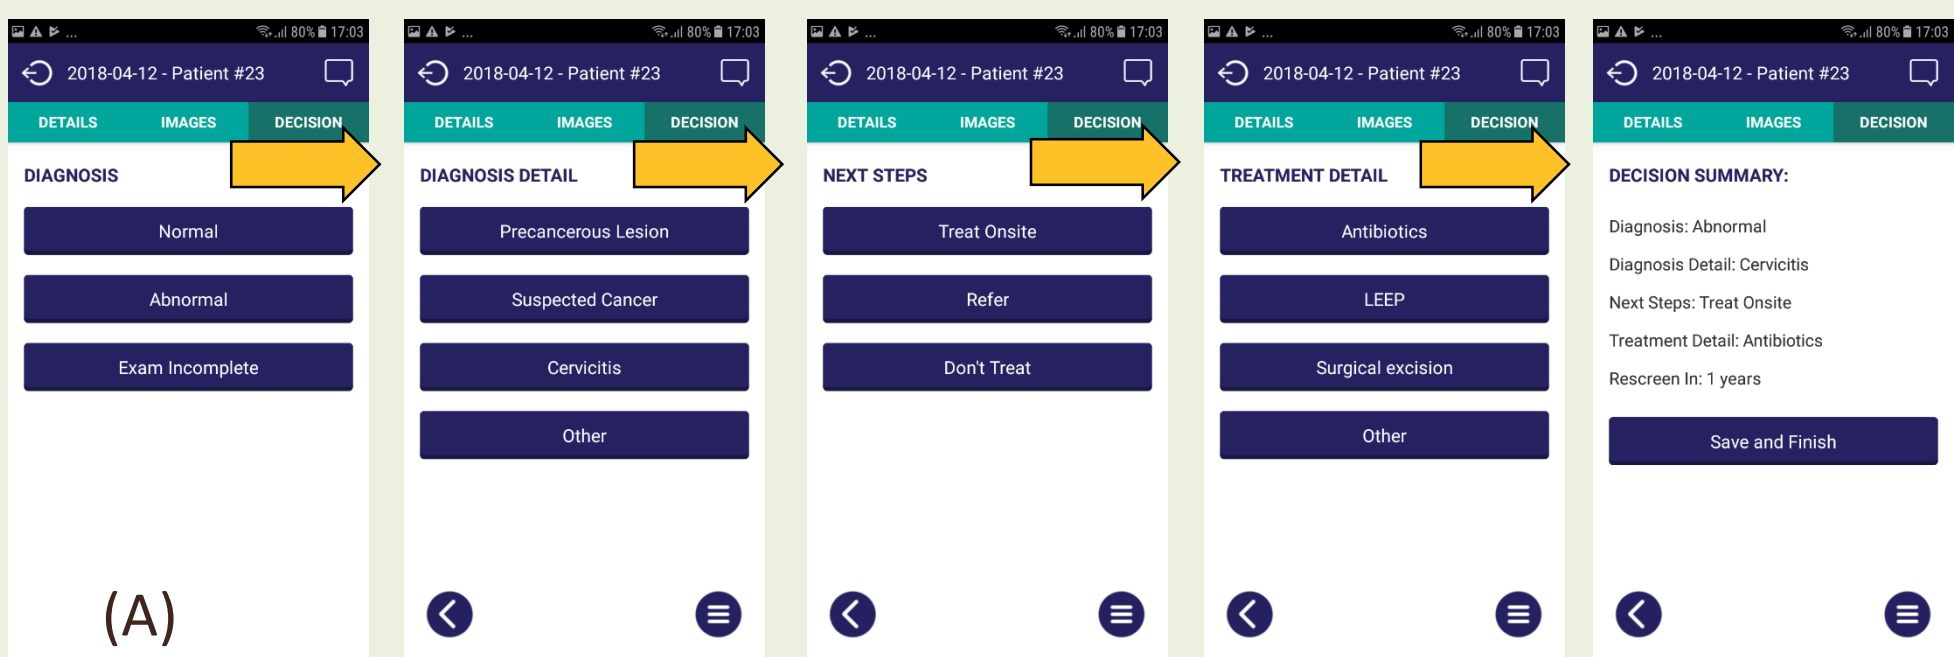 ... 80% 17:03
2018-04-12 - Patient #23
DETAILS IMAGES DECISION
DIAGNOSIS
Normal
Abnormal
Exam Incomplete
(A)
... 80% 17:03
2018-04-12 - Patient #23
DETAILS IMAGES DECISION
DIAGNOSIS DETAIL
Precancerous Lesion
Suspected Cancer
Cervicitis
Other
... 80% 17:03
2018-04-12 - Patient #23
DETAILS IMAGES DECISION
NEXT STEPS
Treat Onsite
Refer
Don't Treat
... 80% 17:03
2018-04-12 - Patient #23
DETAILS IMAGES DECISION
TREATMENT DETAIL
Antibiotics
LEEP
Surgical excision
Other
... 80% 17:03
2018-04-12 - Patient #23
DETAILS IMAGES DECISION
DECISION SUMMARY:
Diagnosis: Abnormal
Diagnosis Detail: Cervicitis
Next Steps: Treat Onsite
Treatment Detail: Antibiotics
Rescreen In: 1 years
Save and Finish